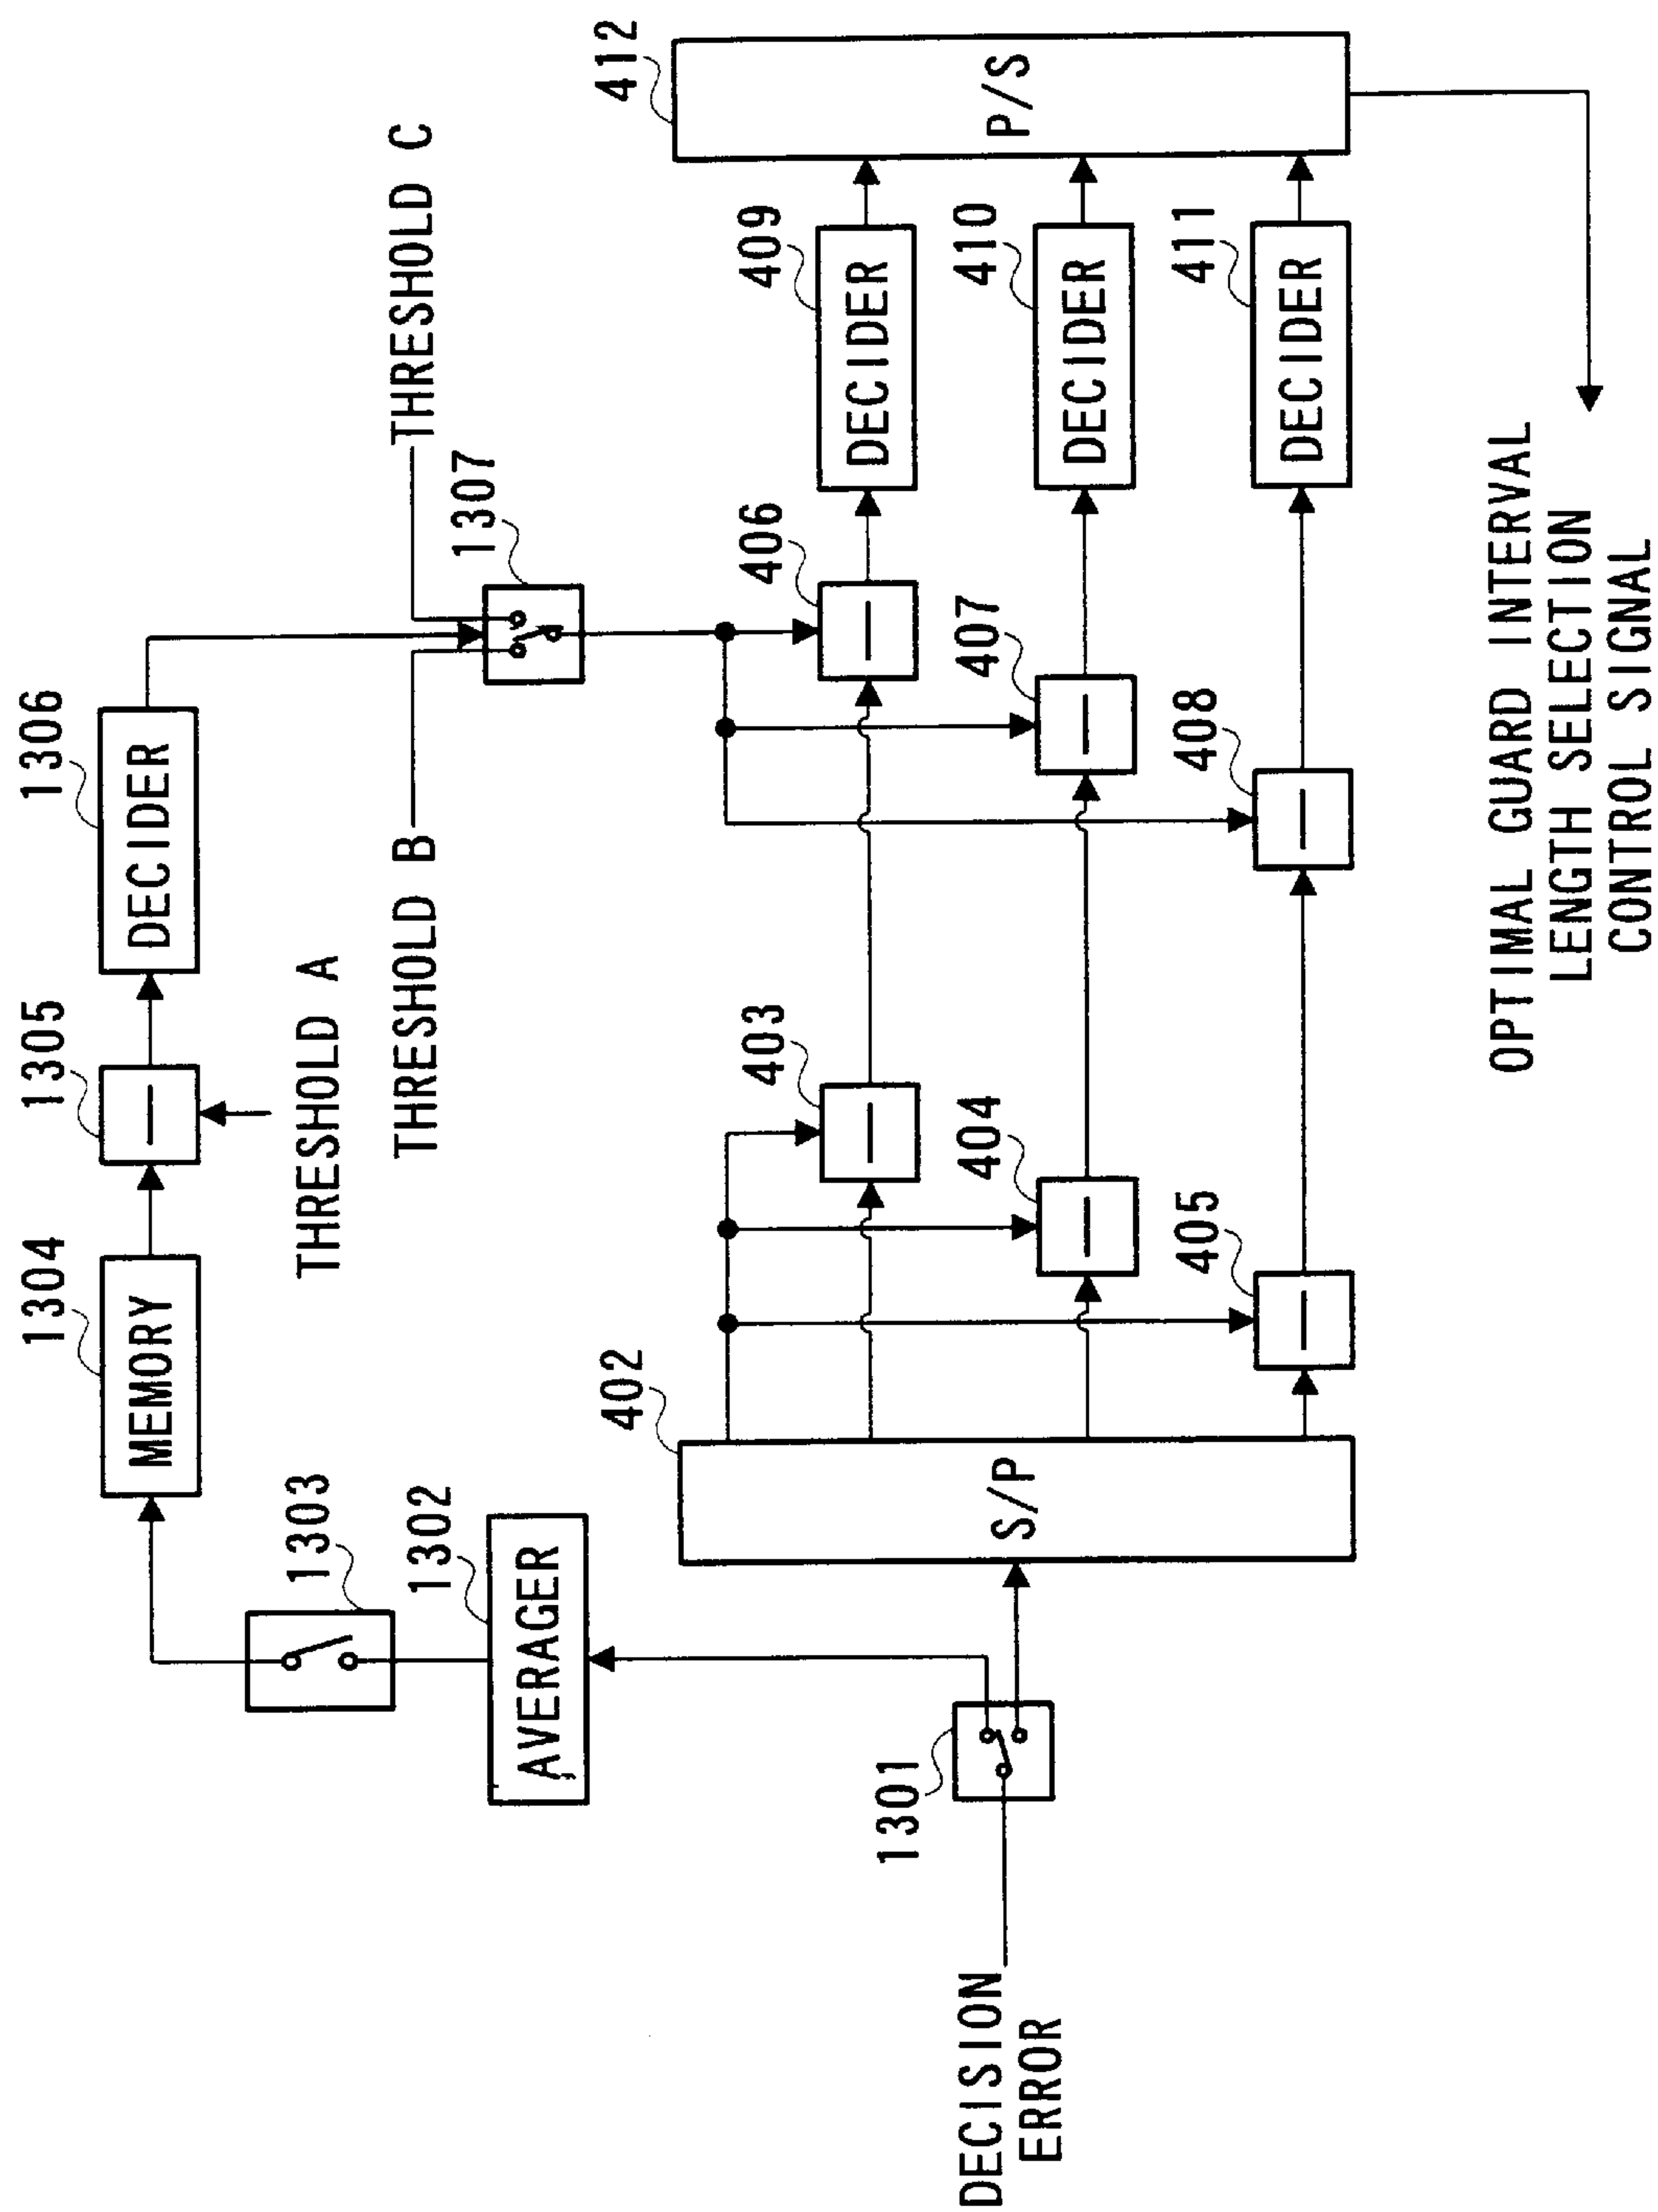 1304
MEMORY
1305
1306
DECIDER
THRESHOLD A
1303
THRESHOLD B
THRESHOLD C
1302
AVERAGER
1307
402
S/P
412
P/S
403
406
409
DECIDER
1301
404
407
410
DECIDER
DECISION
ERROR
405
408
411
DECIDER
OPTIMAL GUARD INTERVAL
LENGTH SELECTION
CONTROL SIGNAL